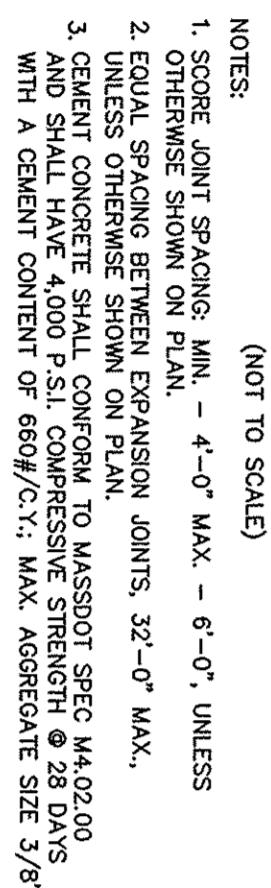 (NOT TO SCALE)
NOTES:
1. SCORE JOINT SPACING: MIN. – 4'–0" MAX. – 6'–0", UNLESS
OTHERWISE SHOWN ON PLAN.
2. EQUAL SPACING BETWEEN EXPANSION JOINTS, 32'–0" MAX.,
UNLESS OTHERWISE SHOWN ON PLAN.
3. CEMENT CONCRETE SHALL CONFORM TO MASSDOT SPEC M4.02.00
AND SHALL HAVE 4,000 P.S.I. COMPRESSIVE STRENGTH @ 28 DAYS
WITH A CEMENT CONTENT OF 660#/C.Y.; MAX. AGGREGATE SIZE 3/8'